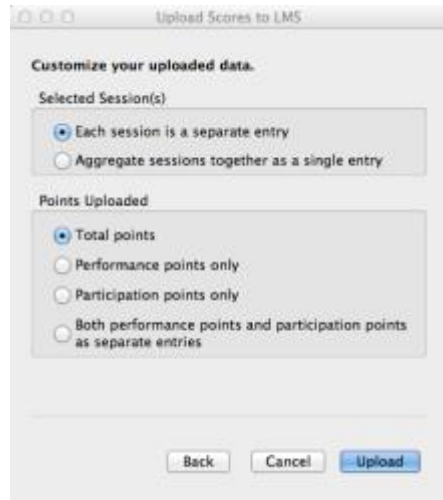 Upload Scores to LMS
Customize your uploaded data.
Selected Session(s)
Each session is a separate entry
Aggregate sessions together as a single entry
Points Uploaded
Total points
Performance points only
Participation points only
Both performance points and participation points
as separate entries
Back Cancel Upload